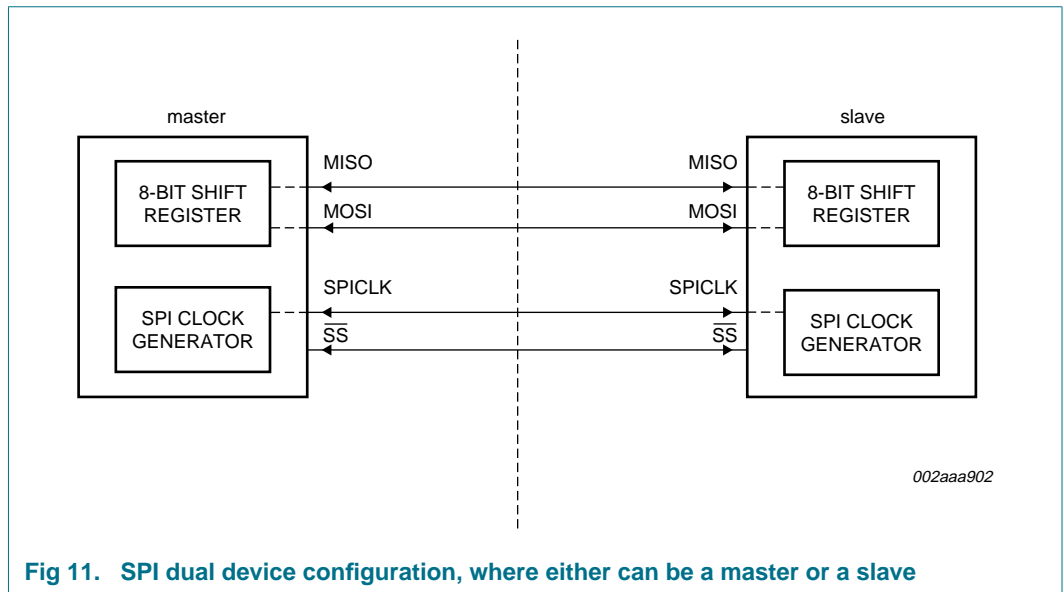 master
slave
MISO
MISO
8-BIT SHIFT
REGISTER
8-BIT SHIFT
REGISTER
MOSI
MOSI
SPICLK
SPICLK
SPI CLOCK
GENERATOR
SPI CLOCK
GENERATOR
SS
SS
002aaa902
Fig 11. SPI dual device configuration, where either can be a master or a slave